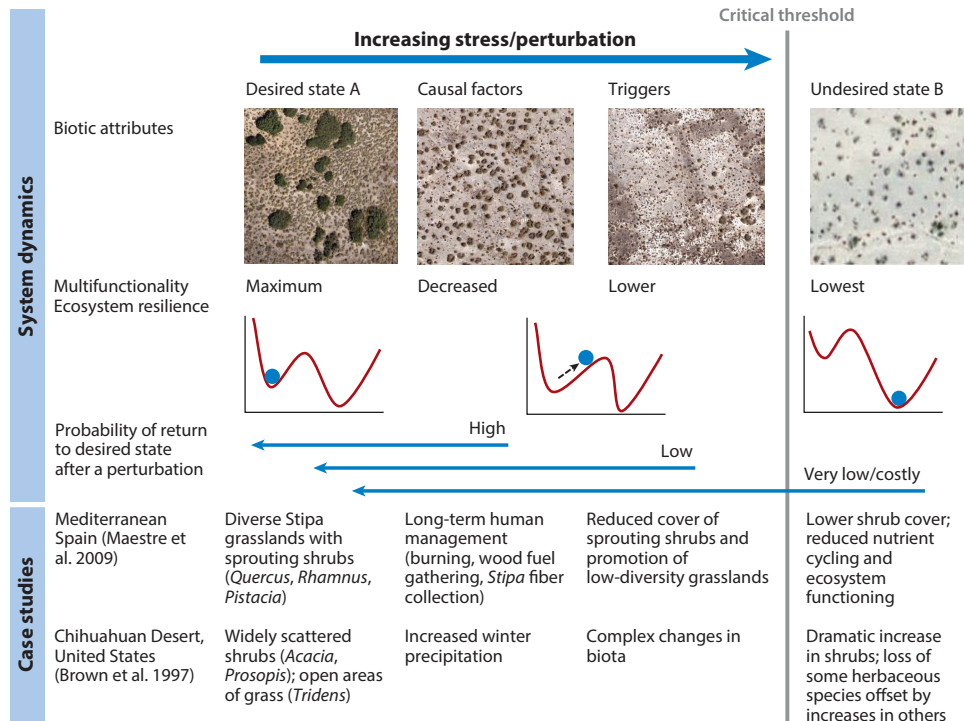 Critical threshold
Increasing stress/perturbation
Desired state A
Causal factors
Triggers
Undesired state B
System dynamics
Biotic attributes
Multifunctionality
Ecosystem resilience
Maximum
Decreased
Lower
Lowest
Probability of return
to desired state
after a perturbation
High
Low
Very low/costly
Case studies
Mediterranean
Spain (Maestre et
al. 2009)
Diverse Stipa
grasslands with
sprouting shrubs
(Quercus, Rhamnus,
Pistacia)
Long-term human
management
(burning, wood fuel
gathering, Stipa fiber
collection)
Reduced cover of
sprouting shrubs and
promotion of
low-diversity grasslands
Lower shrub cover;
reduced nutrient
cycling and
ecosystem
functioning
Chihuahuan Desert,
United States
(Brown et al. 1997)
Widely scattered
shrubs (Acacia,
Prosopis); open areas
of grass (Tridens)
Increased winter
precipitation
Complex changes in
biota
Dramatic increase
in shrubs; loss of
some herbaceous
species offset by
increases in others